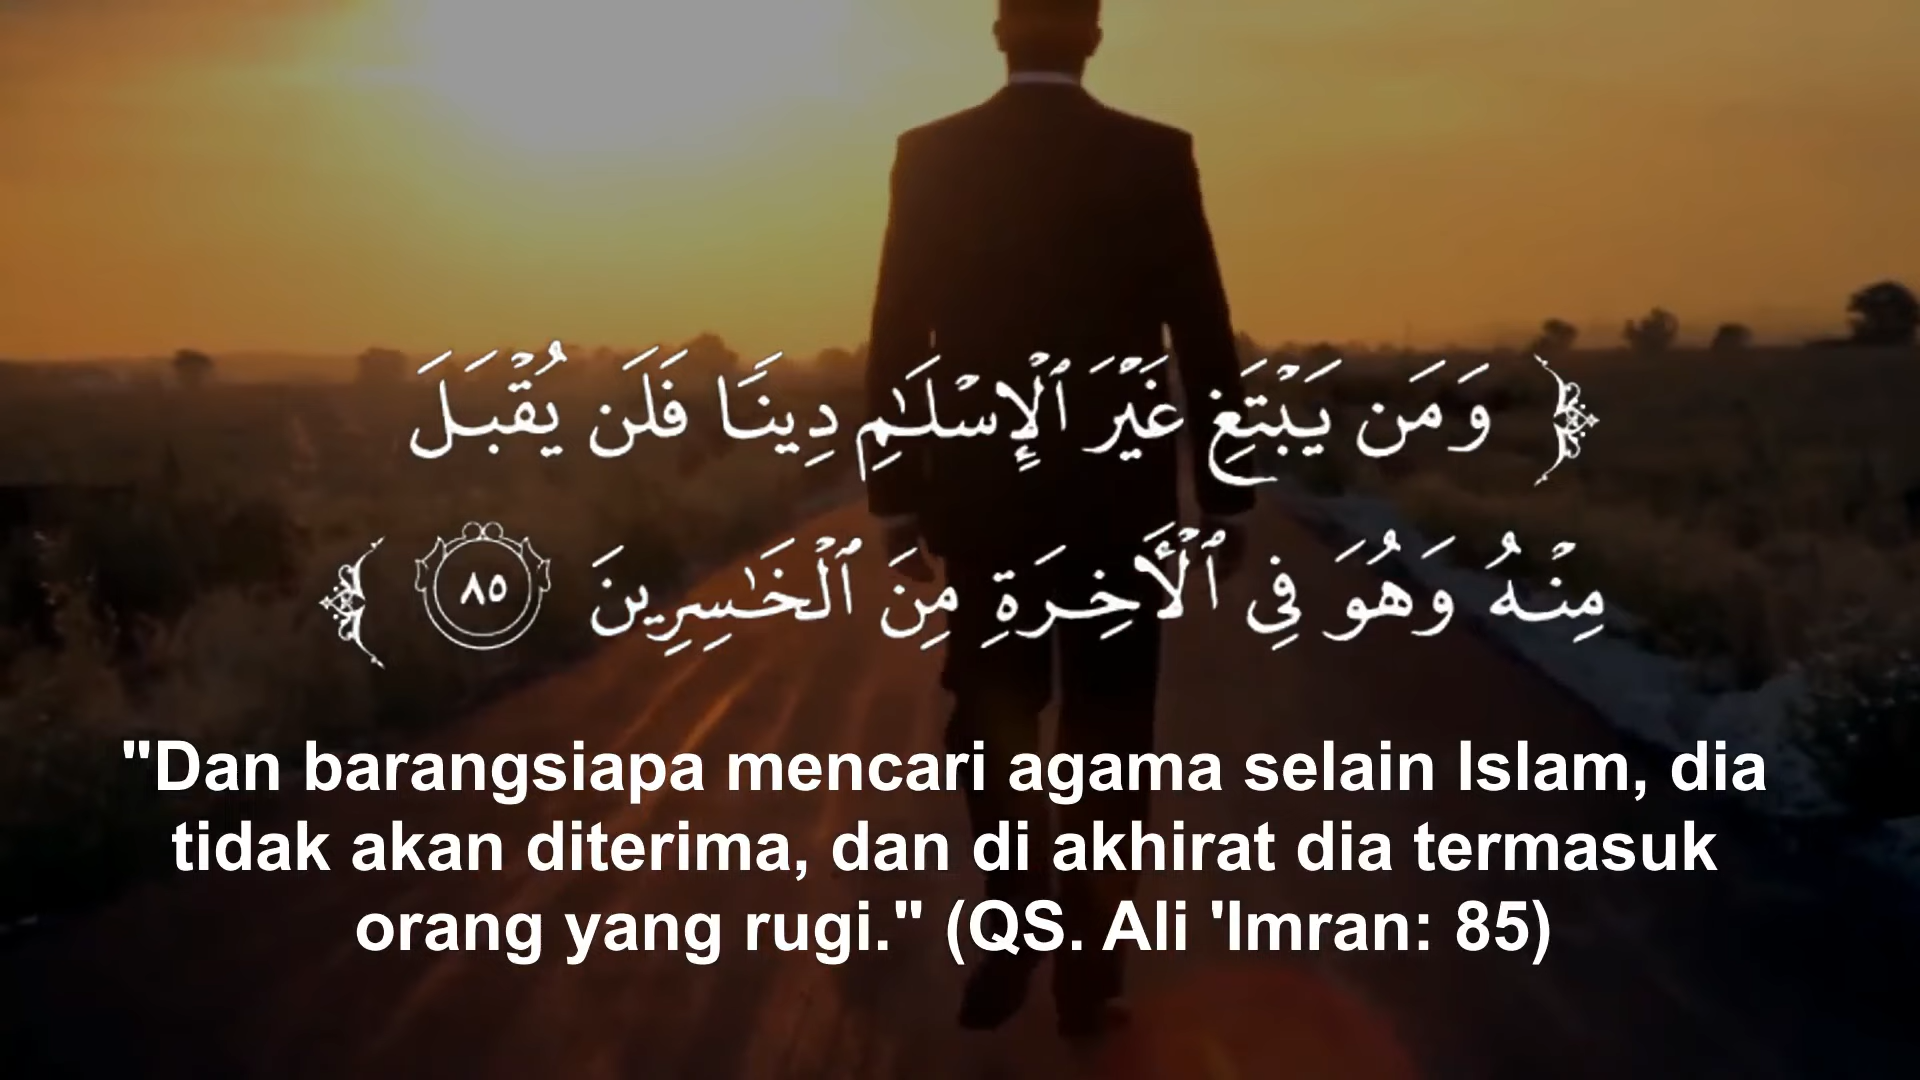 ﴿ وَمَن يَبْتَغِ غَيْرَ ٱلْإِسْلَـٰمِ دِينًا فَلَن يُقْبَلَ
مِنْهُ وَهُوَ فِى ٱلْـَٔاخِرَةِ مِنَ ٱلْخَـٰسِرِينَ ٨٥ ﴾
"Dan barangsiapa mencari agama selain Islam, dia
tidak akan diterima, dan di akhirat dia termasuk
orang yang rugi." (QS. Ali 'Imran: 85)